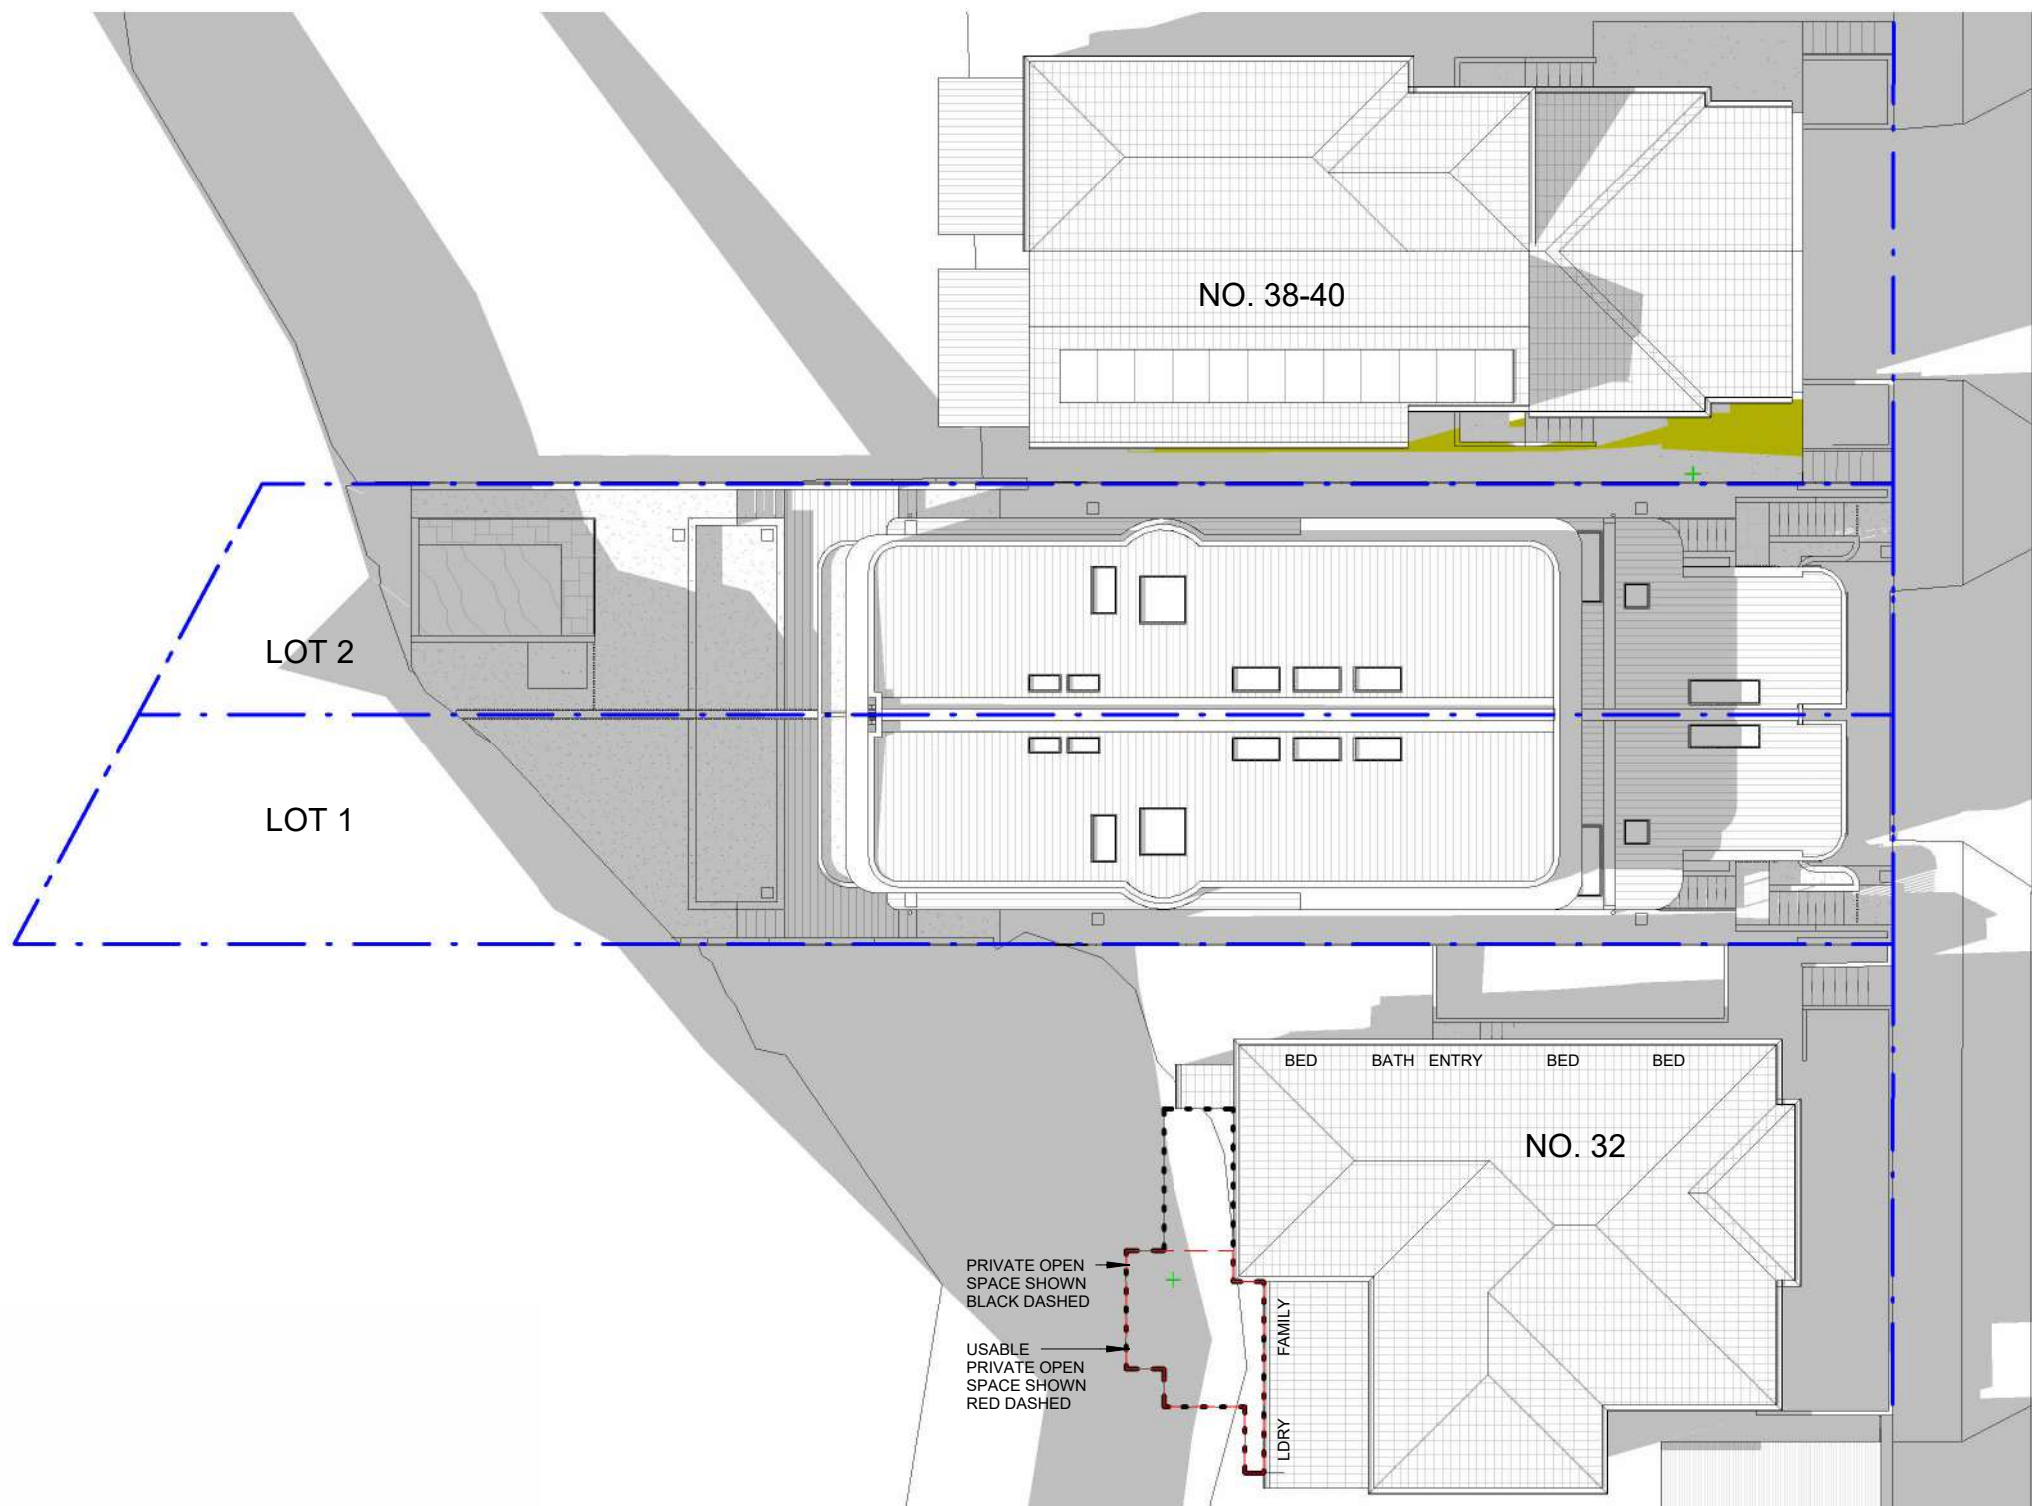 NO. 38-40
LOT 2
LOT 1
BED
BATH
ENTRY
BED
BED
NO. 32
PRIVATE OPEN
SPACE SHOWN
BLACK DASHED
USABLE
PRIVATE OPEN
SPACE SHOWN
RED DASHED
FAMILY
LDRY